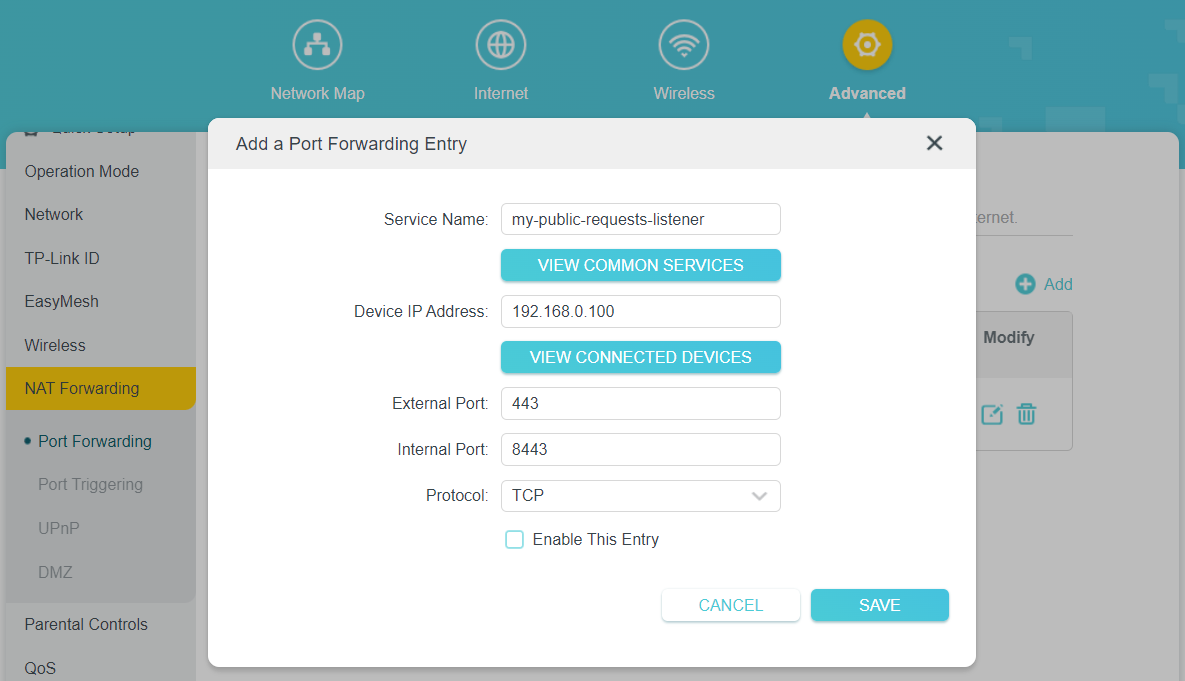 Network Map
Internet
Wireless
Advanced
Quick Setup
Operation Mode
Network
TP-Link ID
EasyMesh
Wireless
NAT Forwarding
Port Forwarding
Port Triggering
UPnP
DMZ
Parental Controls
QoS
Add a Port Forwarding Entry
Service Name: my-public-requests-listener
VIEW COMMON SERVICES
Device IP Address: 192.168.0.100
VIEW CONNECTED DEVICES
External Port: 443
Internal Port: 8443
Protocol: TCP
Enable This Entry
CANCEL SAVE
ernet.
Add
Modify